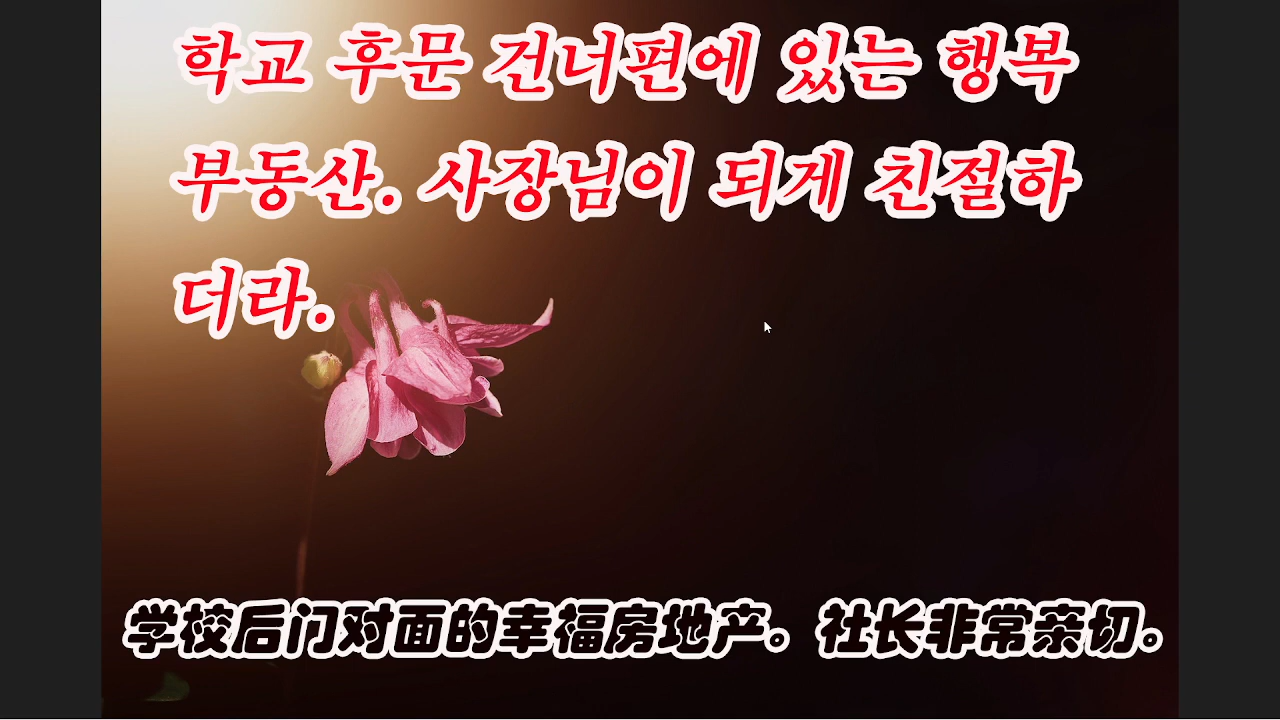 학교 후문 건너편에 있는 행복
부동산. 사장님이 되게 친절하
더라.
学校后门对面的幸福房地产。社长非常亲切。